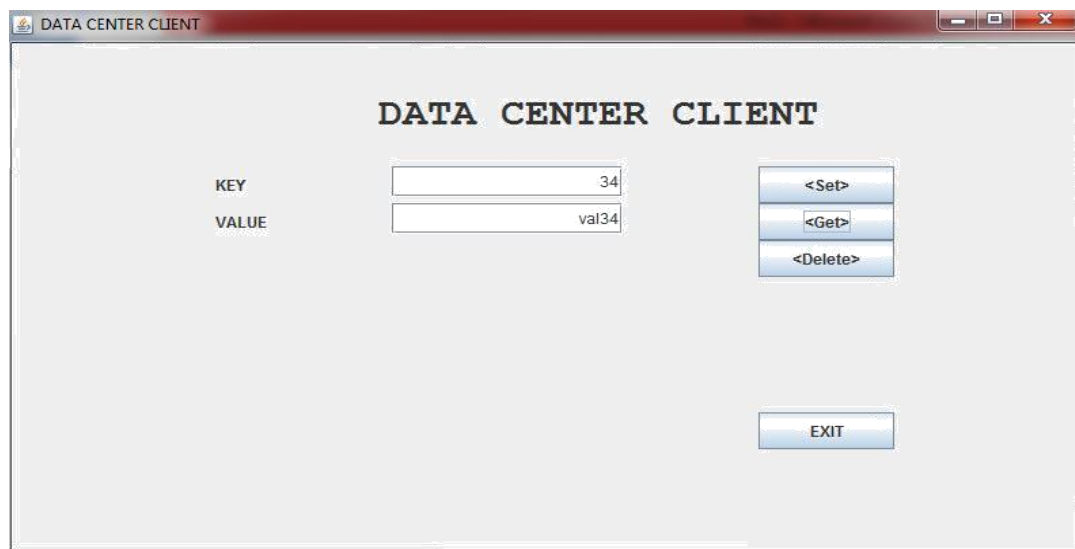 DATA CENTER CLIENT
DATA CENTER CLIENT
KEY 34 <Set>
VALUE val34 <Get>
<Delete>
EXIT